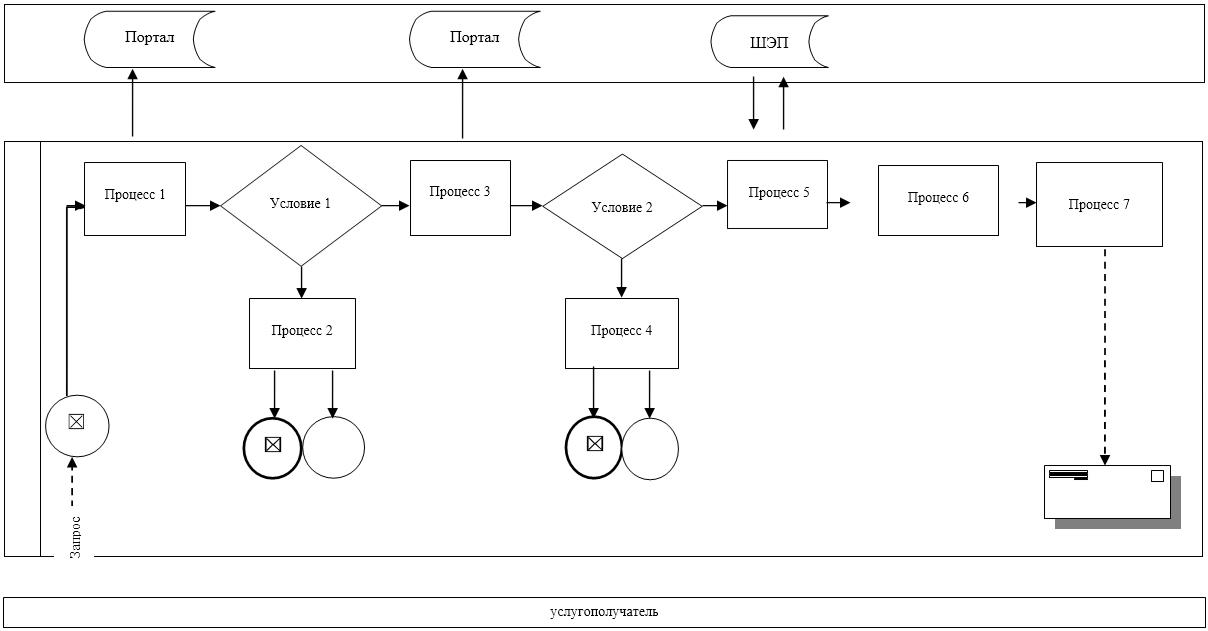 Портал
Портал
ШЭП
Процесс 1
Условие 1
Процесс 3
Условие 2
Процесс 5
Процесс 6
Процесс 7
Процесс 2
Процесс 4
Запрос
услугополучатель